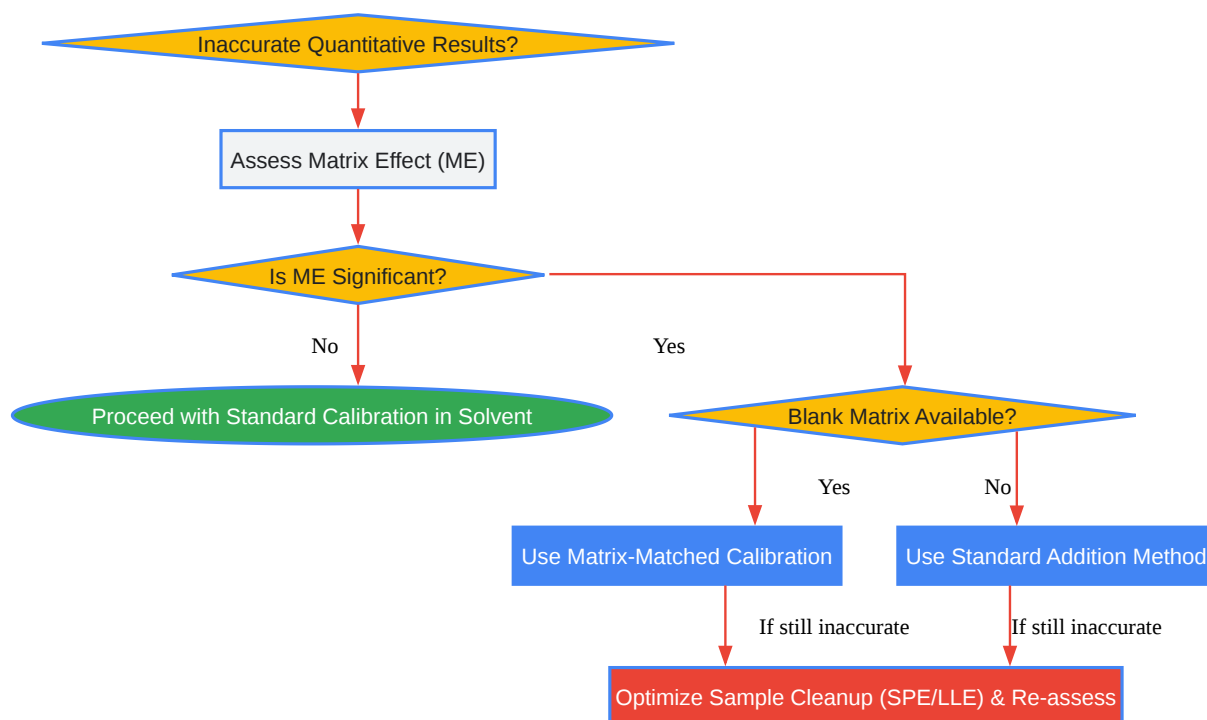 Inaccurate Quantitative Results?
Assess Matrix Effect (ME)
Is ME Significant?
No
Yes
Proceed with Standard Calibration in Solvent
Blank Matrix Available?
Yes
No
Use Matrix-Matched Calibration
Use Standard Addition Method
If still inaccurate
If still inaccurate
Optimize Sample Cleanup (SPE/LLE) & Re-assess